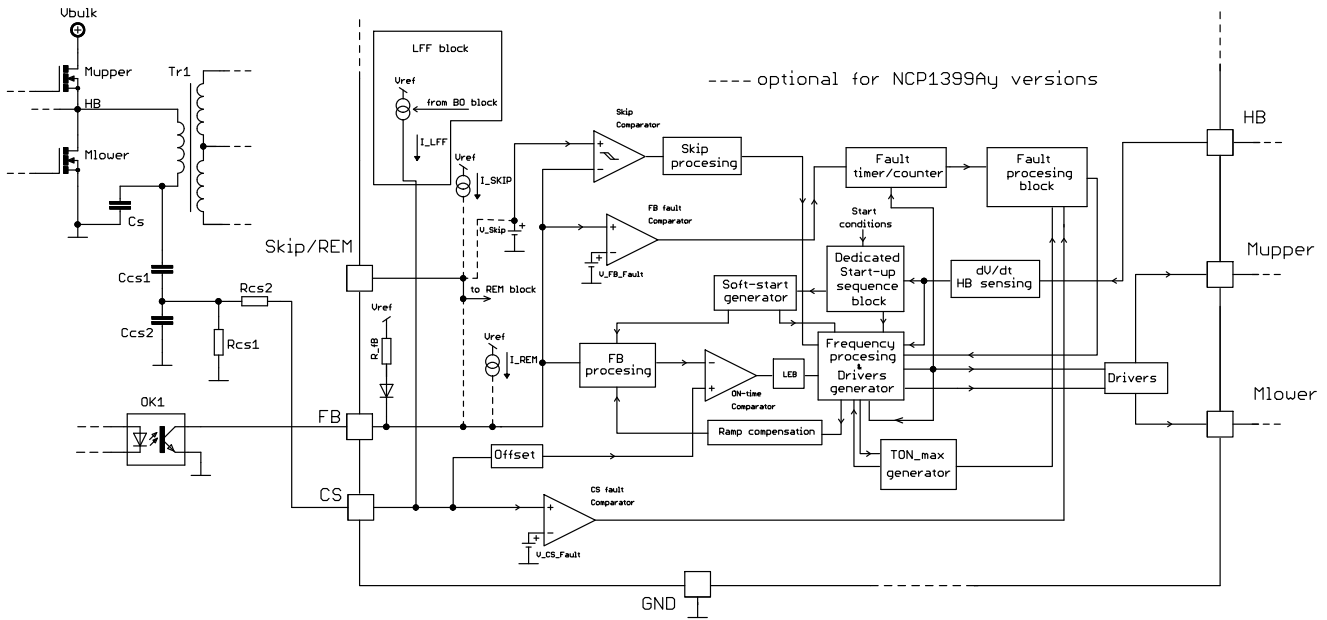 Vbulk
LFF block
Mupper
Tr1
Vref
---- optional for NCP1399Ay versions
from BO block
HB
Skip
Comparator
HB
I_LFF
Vref
Mlower
Skip
procesing
Fault
timer/counter
Fault
procesing
block
I_SKIP
FB fault
Comparator
Start
conditions
Cs
V_Skip
Skip/REM
Mupper
Dedicated
Start-up
sequence
block
V_FB_Fault
dV/dt
HB sensing
Ccs1
Rcs2
to REM block
Soft-start
generator
Vref
Ccs2
Rcs1
R_fB
Vref
I_REM
FB
procesing
Frequency
procesing
&
Drivers
generator
LEB
Drivers
ON-time
Comparator
Mlower
OK1
FB
Ramp compensation
Offset
TON_max
generator
CS
CS fault
Comparator
V_CS_Fault
GND